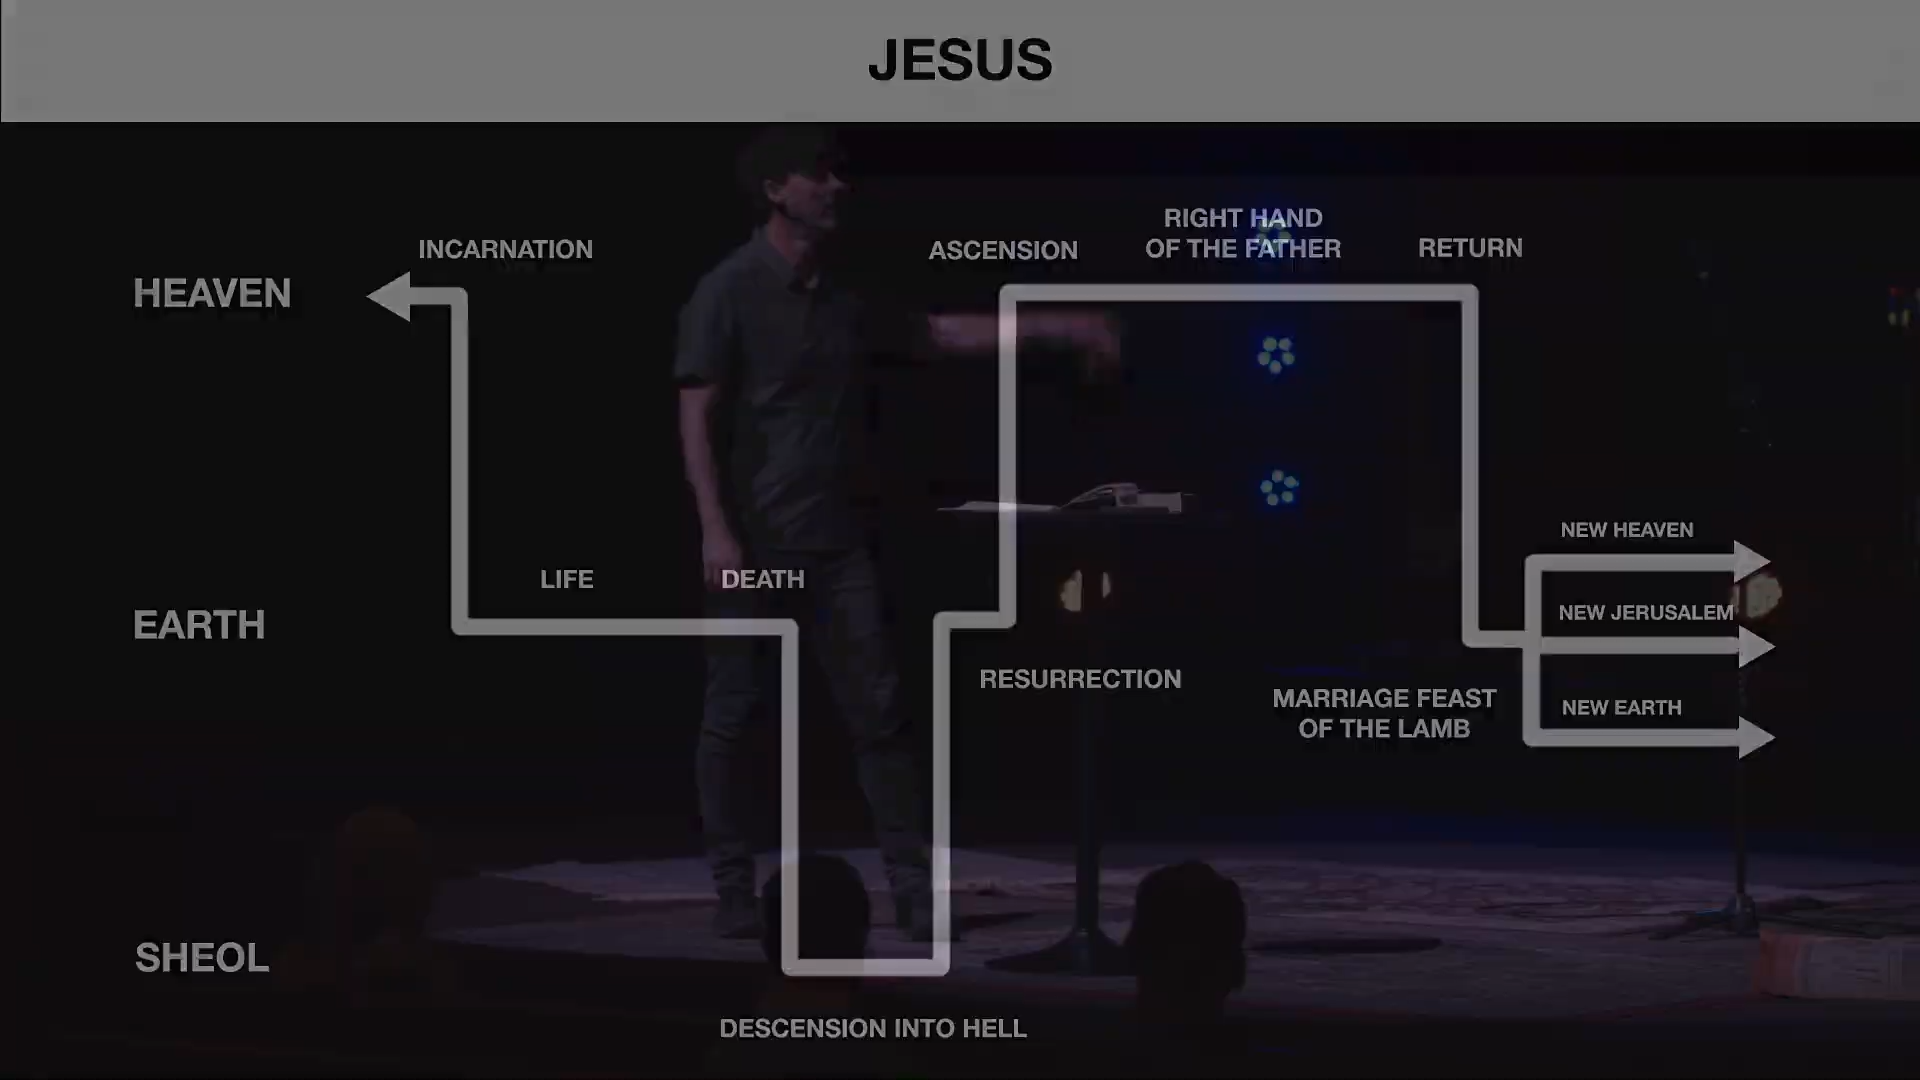 JESUS
INCARNATION
ASCENSION
RIGHT HAND
OF THE FATHER
RETURN
HEAVEN
NEW HEAVEN
LIFE
DEATH
NEW JERUSALEM
EARTH
RESURRECTION
MARRIAGE FEAST
OF THE LAMB
NEW EARTH
SHEOL
DESCENSION INTO HELL